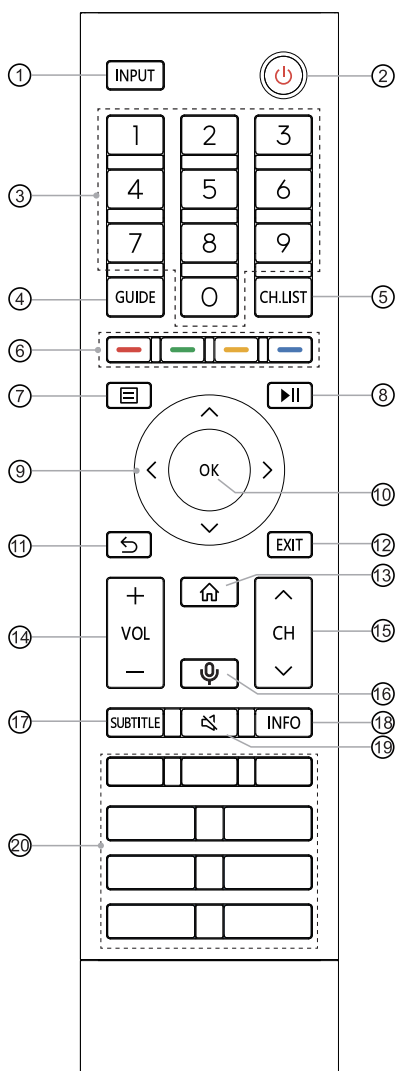 ① INPUT ②
1 2 3
③ 4 5 6
7 8 9
④ GUIDE 0 CH.LIST ⑤
⑥
⑦ ⑧
⑨ OK
⑩
⑪ EXIT ⑫
⑬
⑭ VOL CH ⑮
⑯
⑰ SUBTITLE INFO ⑱
⑲
⑳